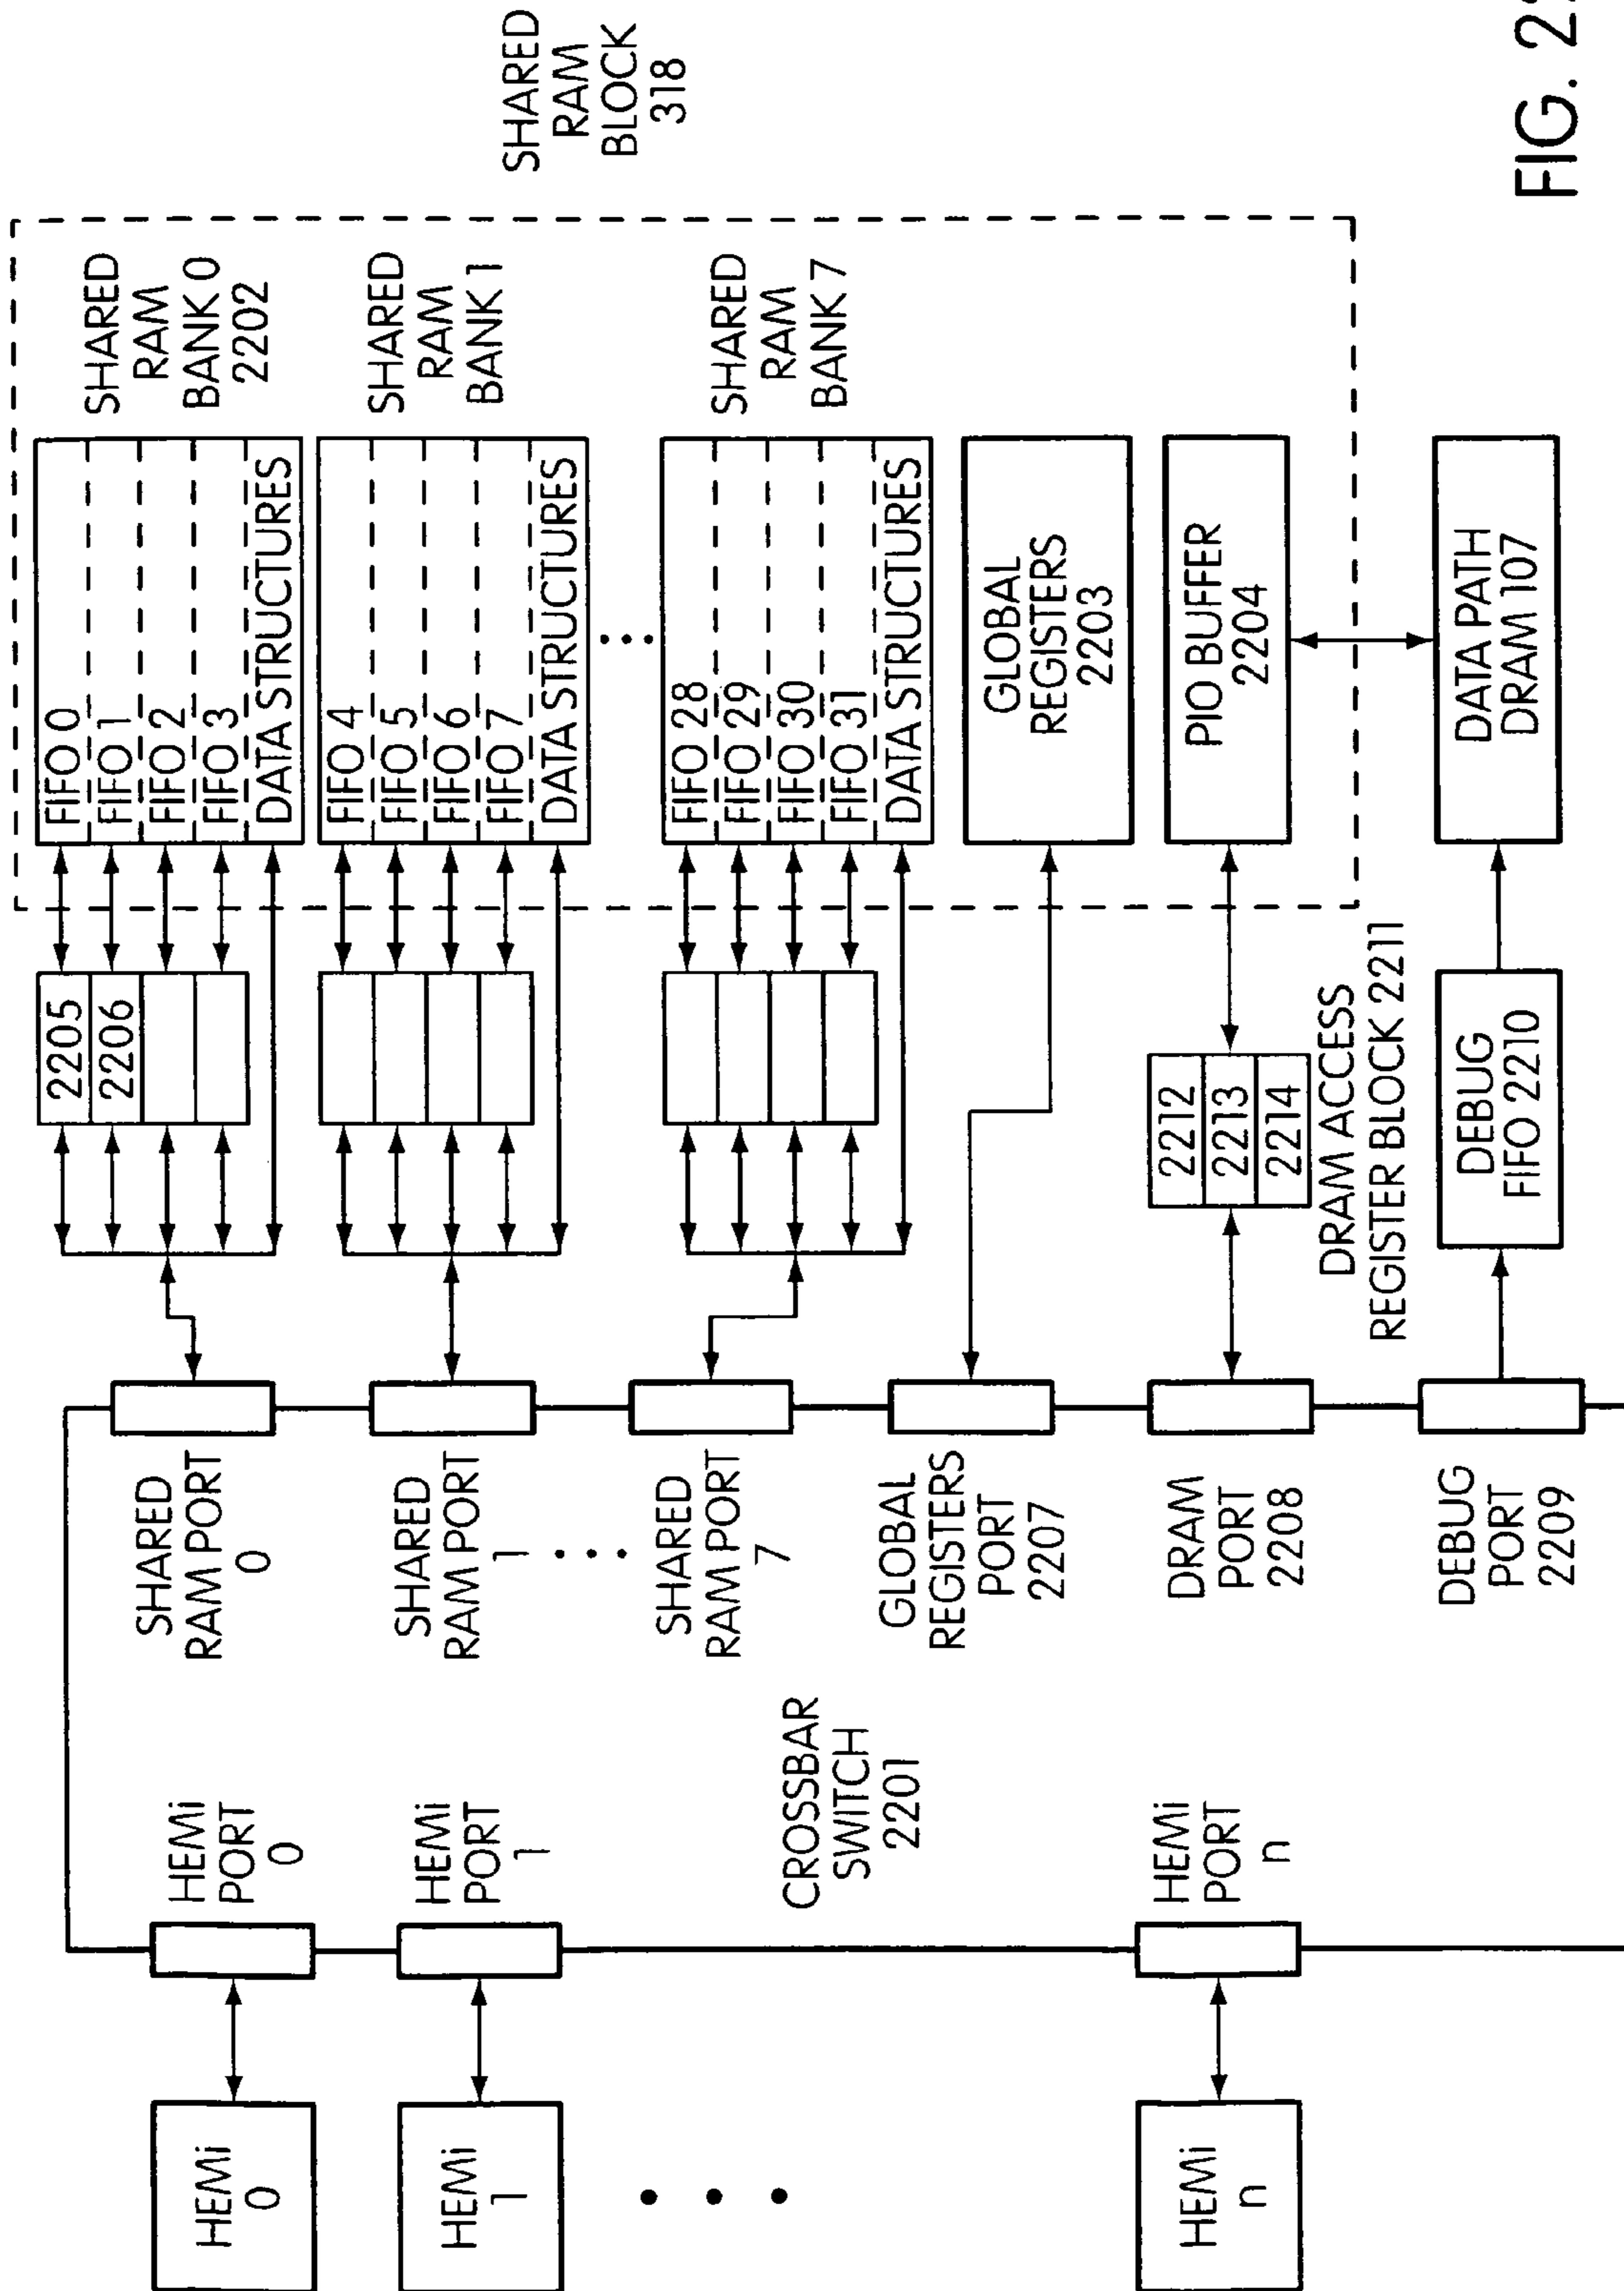 HEMi
0
HEMi
1
HEMi
n
HEMi
PORT
0
HEMi
PORT
1
HEMi
PORT
n
CROSSBAR
SWITCH
2201
SHARED
RAM PORT
0
SHARED
RAM PORT
1
SHARED
RAM PORT
7
GLOBAL
REGISTERS
PORT
2207
DRAM
PORT
2208
DEBUG
PORT
2209
2205
2206
2212
2213
2214
DRAM ACCESS
REGISTER BLOCK 2211
DEBUG
FIFO 2210
FIFO 0
FIFO 1
FIFO 2
FIFO 3
DATA STRUCTURES
FIFO 4
FIFO 5
FIFO 6
FIFO 7
DATA STRUCTURES
FIFO 28
FIFO 29
FIFO 30
FIFO 31
DATA STRUCTURES
GLOBAL
REGISTERS
2203
PIO BUFFER
2204
DATA PATH
DRAM 107
SHARED
RAM
BANK 0
2202
SHARED
RAM
BANK 1
SHARED
RAM
BANK 7
SHARED
RAM
BLOCK
318
FIG. 22